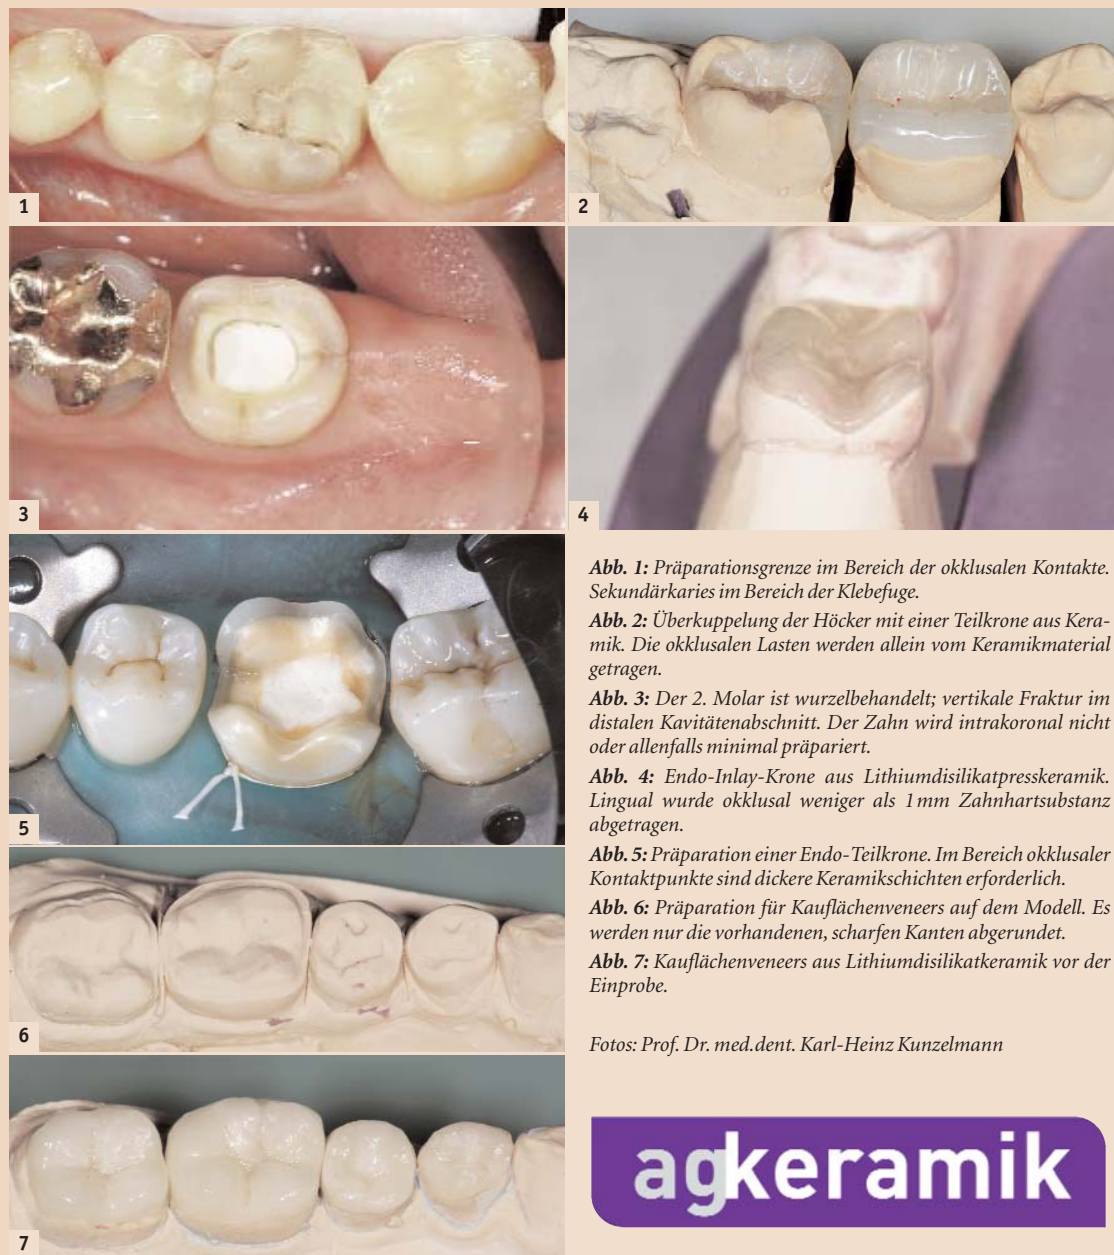 1
2
3
4
5
6
7
Abb. 1: Präparationsgrenze im Bereich der okklusalen Kontakte.
Sekundärkaries im Bereich der Klebefuge.
Abb. 2: Überkuppelung der Höcker mit einer Teilkrone aus Kera-
mik. Die okklusalen Lasten werden allein vom Keramikmaterial
getragen.
Abb. 3: Der 2. Molar ist wurzelbehandelt; vertikale Fraktur im
distalen Kavitätenabschnitt. Der Zahn wird intrakoronal nicht
oder allenfalls minimal präpariert.
Abb. 4: Endo-Inlay-Krone aus Lithiumdisilikatpresskeramik.
Lingual wurde okklusal weniger als 1mm Zahnhartsubstanz
abgetragen.
Abb. 5: Präparation einer Endo-Teilkrone. Im Bereich okklusaler
Kontaktpunkte sind dickere Keramikschichten erforderlich.
Abb. 6: Präparation für Kauflächenveneers auf dem Modell. Es
werden nur die vorhandenen, scharfen Kanten abgerundet.
Abb. 7: Kauflächenveneers aus Lithiumdisilikatkeramik vor der
Einprobe.
Fotos: Prof. Dr. med.dent. Karl-Heinz Kunzelmann
agkeramik